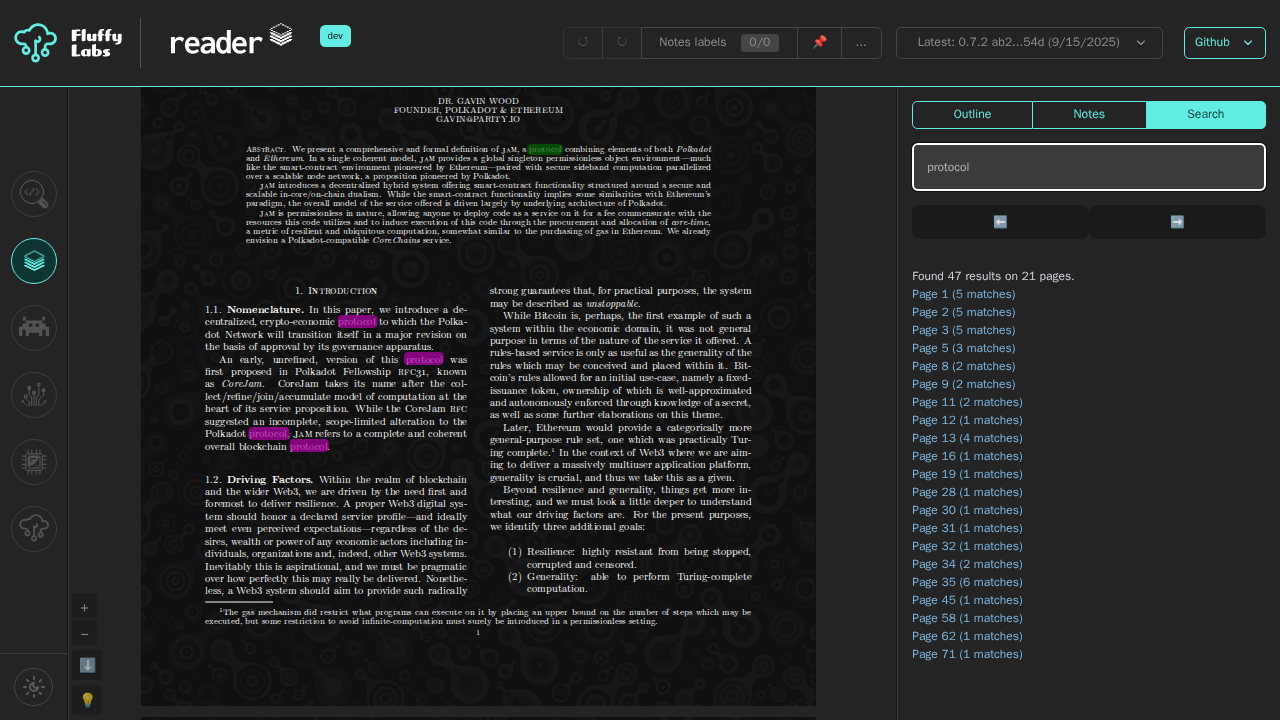 Fluffy
Labs
reader
dev
Notes labels 0/0
...
Latest: 0.7.2 ab2...54d (9/15/2025)
Github
DR. GAVIN WOOD
FOUNDER, POLKADOT & ETHEREUM
GAVIN@PARITY.IO
Abstract. We present a comprehensive and formal definition of Jam, a protocol combining elements of both Polkadot
and Ethereum. In a single coherent model, Jam provides a global singleton permissionless object environment—much
like the smart-contract environment pioneered by Ethereum—paired with secure sideband computation parallelized
over a scalable node network, a proposition pioneered by Polkadot.
Jam introduces a decentralized hybrid system offering smart-contract functionality structured around a secure and
scalable in-core/on-chain dualism. While the smart-contract functionality implies some similarities with Ethereum's
paradigm, the overall model of the service offered is driven largely by underlying architecture of Polkadot.
Jam is permissionless in nature, allowing anyone to deploy code as a service on it for a fee commensurate with the
resources this code utilizes and to induce execution of this code through the procurement and allocation of core-time,
a metric of resilient and ubiquitous computation, somewhat similar to the purchasing of gas in Ethereum. We already
envision a Polkadot-compatible CoreChains service.
1. Introduction
1.1. Nomenclature. In this paper, we introduce a de-
centralized, crypto-economic protocol to which the Polka-
dot Network will transition itself in a major revision on
the basis of approval by its governance apparatus.
An early, unrefined, version of this protocol was
first proposed in Polkadot Fellowship RFC31, known
as CoreJam. CoreJam takes its name after the col-
lect/refine/join/accumulate model of computation at the
heart of its service proposition. While the CoreJam RFC
suggested an incomplete, scope-limited alteration to the
Polkadot protocol, Jam refers to a complete and coherent
overall blockchain protocol.
1.2. Driving Factors. Within the realm of blockchain
and the wider Web3, we are driven by the need first and
foremost to deliver resilience. A proper Web3 digital sys-
tem should honor a declared service profile—and ideally
meet even perceived expectations—regardless of the de-
sires, wealth or power of any economic actors including in-
dividuals, organizations and, indeed, other Web3 systems.
Inevitably this is aspirational, and we must be pragmatic
over how perfectly this may really be delivered. Nonethe-
less, a Web3 system should aim to provide such radically
strong guarantees that, for practical purposes, the system
may be described as unstoppable.
While Bitcoin is, perhaps, the first example of such a
system within the economic domain, it was not general
purpose in terms of the nature of the service it offered. A
rules-based service is only as useful as the generality of the
rules which may be conceived and placed within it. Bit-
coin's rules allowed for an initial use-case, namely a fixed-
issuance token, ownership of which is well-approximated
and autonomously enforced through knowledge of a secret,
as well as some further elaborations on this theme.
Later, Ethereum would provide a categorically more
general-purpose rule set, one which was practically Tur-
ing complete.¹ In the context of Web3 where we are aim-
ing to deliver a massively multiuser application platform,
generality is crucial, and thus we take this as a given.
Beyond resilience and generality, things get more in-
teresting, and we must look a little deeper to understand
what our driving factors are. For the present purposes,
we identify three additional goals:
(1) Resilience: highly resistant from being stopped,
corrupted and censored.
(2) Generality: able to perform Turing-complete
computation.
¹The gas mechanism did restrict what programs can execute on it by placing an upper bound on the number of steps which may be
executed, but some restriction to avoid infinite-computation must surely be introduced in a permissionless setting.
1
+
−
Outline
Notes
Search
protocol
Found 47 results on 21 pages.
Page 1 (5 matches)
Page 2 (5 matches)
Page 3 (5 matches)
Page 5 (3 matches)
Page 8 (2 matches)
Page 9 (2 matches)
Page 11 (2 matches)
Page 12 (1 matches)
Page 13 (4 matches)
Page 16 (1 matches)
Page 19 (1 matches)
Page 28 (1 matches)
Page 30 (1 matches)
Page 31 (1 matches)
Page 32 (1 matches)
Page 34 (2 matches)
Page 35 (6 matches)
Page 45 (1 matches)
Page 58 (1 matches)
Page 62 (1 matches)
Page 71 (1 matches)